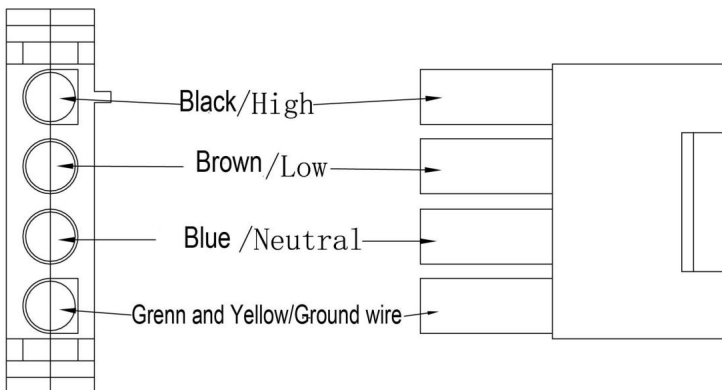 Black/High
Brown/Low
Blue/Neutral
Grenn and Yellow/Ground wire